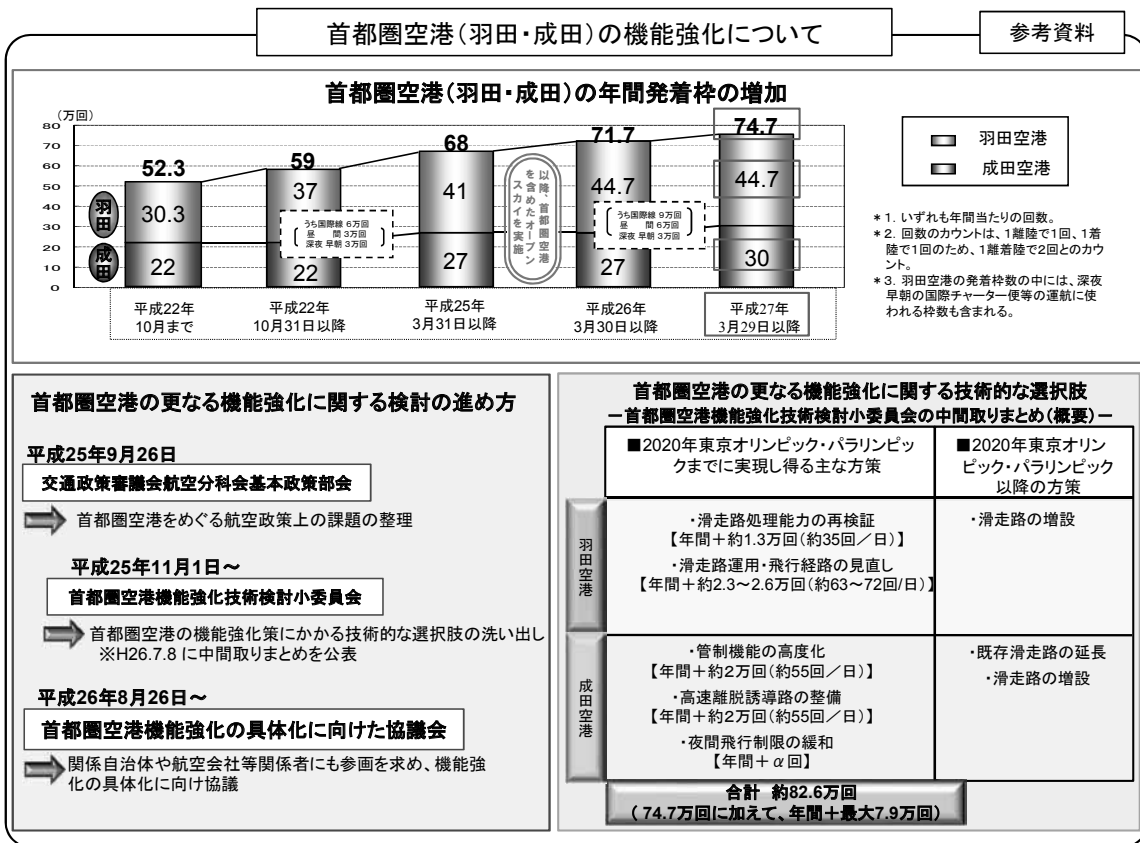 首都圏空港(羽田・成田)の機能強化について
参考資料
首都圏空港(羽田・成田)の年間発着枠の増加
(万回)
80
70
60
50
40
30
20
10
0
52.3
59
68
71.7
74.7
30.3
37
41
44.7
44.7
22
22
27
27
30
羽田
成田
うち国際線 6万回
昼 間 3万回
深夜 早朝 3万回
以降、首都圏空港
を含めたオープン
スカイを実施
うち国際線 9万回
昼 間 6万回
深夜 早朝 3万回
平成22年
10月まで
平成22年
10月31日以降
平成25年
3月31日以降
平成26年
3月30日以降
平成27年
3月29日以降
羽田空港
成田空港
*1. いずれも年間当たりの回数。
*2. 回数のカウントは、1離陸で1回、1着
陸で1回のため、1離着陸で2回とのカウ
ント。
*3. 羽田空港の発着枠数の中には、深夜
早朝の国際チャーター便等の運航に使
われる枠数も含まれる。
首都圏空港の更なる機能強化に関する検討の進め方
平成25年9月26日
交通政策審議会航空分科会基本政策部会
首都圏空港をめぐる航空政策上の課題の整理
平成25年11月1日~
首都圏空港機能強化技術検討小委員会
首都圏空港の機能強化策にかかる技術的な選択肢の洗い出し
※H26.7.8 に中間取りまとめを公表
平成26年8月26日~
首都圏空港機能強化の具体化に向けた協議会
関係自治体や航空会社等関係者にも参画を求め、機能強
化の具体化に向け協議
首都圏空港の更なる機能強化に関する技術的な選択肢
-首都圏空港機能強化技術検討小委員会の中間取りまとめ(概要)-
■2020年東京オリンピック・パラリンピッ
クまでに実現し得る主な方策
■2020年東京オリン
ピック・パラリンピック
以降の方策
羽田空港
・滑走路処理能力の再検証
【年間+約1.3万回(約35回/日)】
・滑走路運用・飛行経路の見直し
【年間+約2.3~2.6万回(約63~72回/日)】
・滑走路の増設
成田空港
・管制機能の高度化
【年間+約2万回(約55回/日)】
・高速離脱誘導路の整備
【年間+約2万回(約55回/日)】
・夜間飛行制限の緩和
【年間+α回】
・既存滑走路の延長
・滑走路の増設
合計 約82.6万回
(74.7万回に加えて、年間+最大7.9万回)